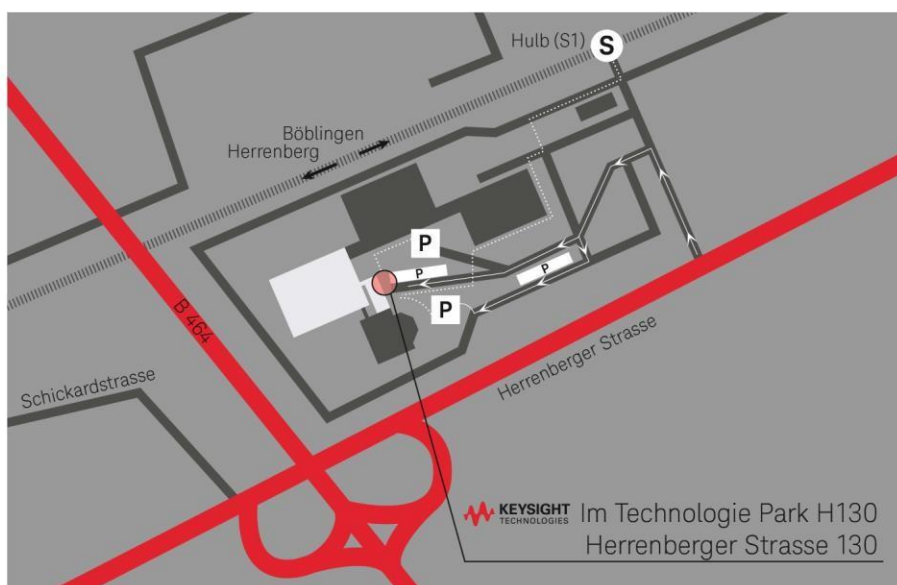 Hulb (S1)
S
Böblingen
Herrenberg
P
P
P
P
B 464
Herrenberger Strasse
Schickardstrasse
KEYSIGHT
TECHNOLOGIES
Im Technologie Park H130
Herrenberger Strasse 130